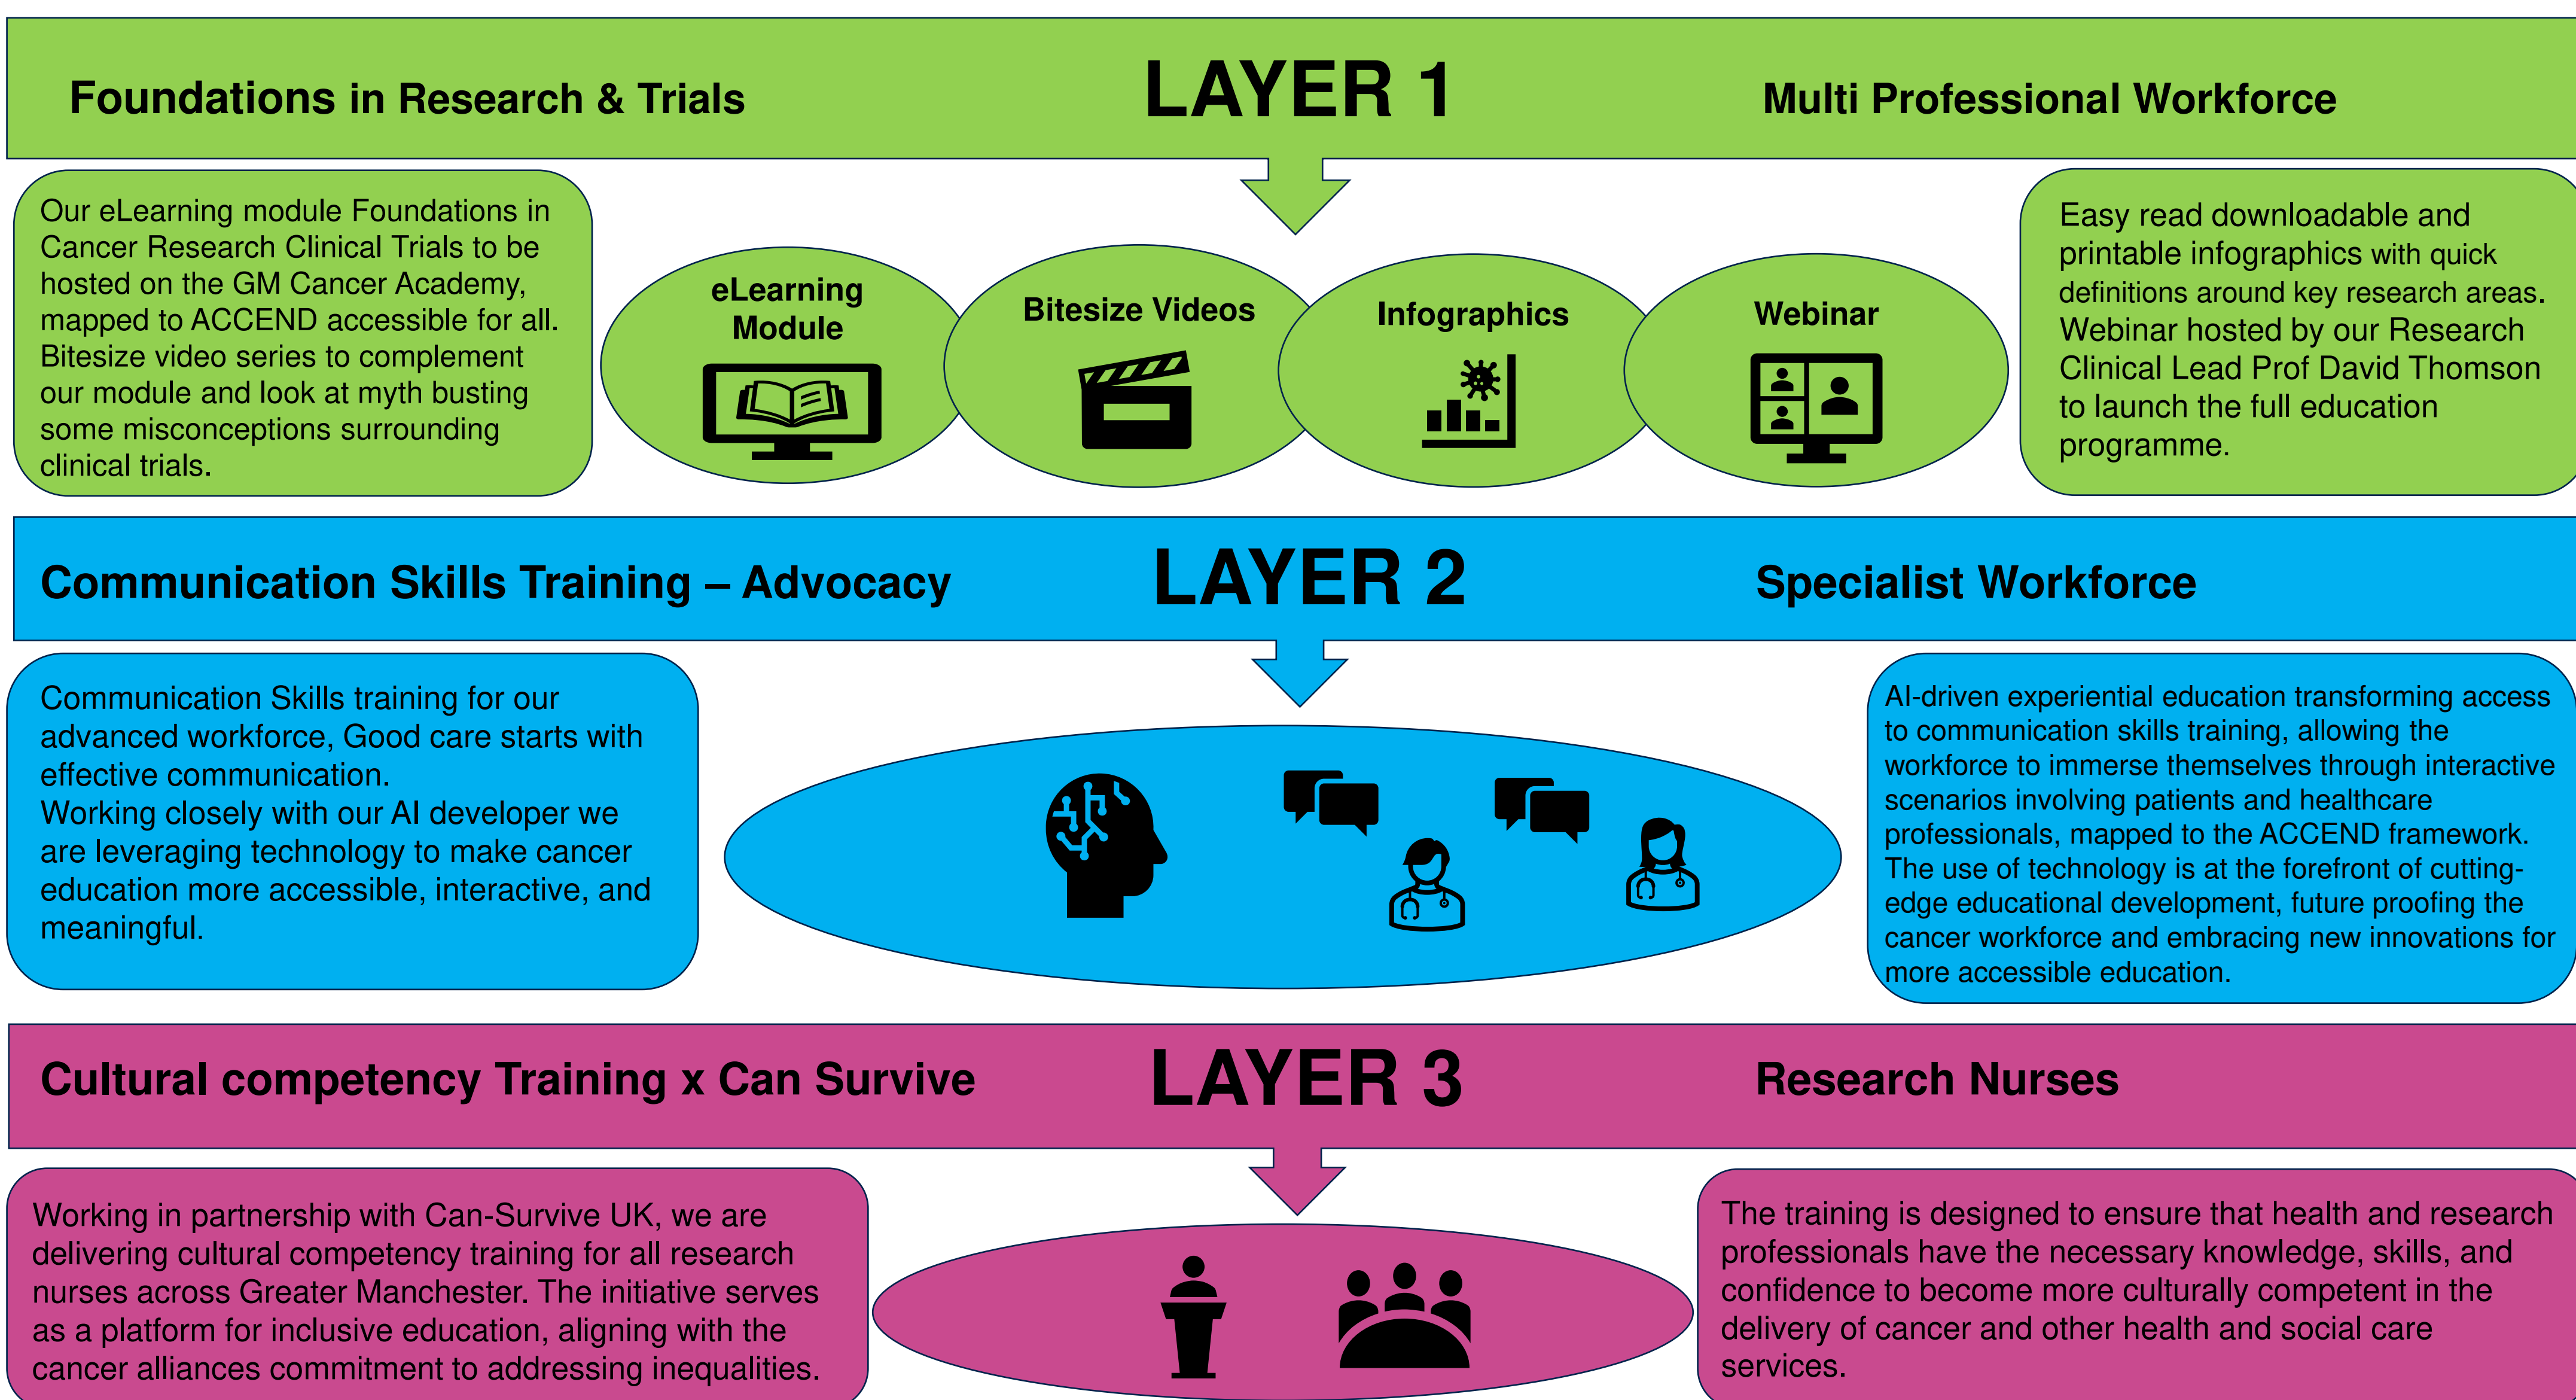 Foundations in Research & Trials
LAYER 1
Multi Professional Workforce
Our eLearning module Foundations in
Cancer Research Clinical Trials to be
hosted on the GM Cancer Academy,
mapped to ACCEND accessible for all.
Bitesize video series to complement
our module and look at myth busting
some misconceptions surrounding
clinical trials.
eLearning
Module
Bitesize Videos
Infographics
Webinar
Easy read downloadable and
printable infographics with quick
definitions around key research areas.
Webinar hosted by our Research
Clinical Lead Prof David Thomson
to launch the full education
programme.
Communication Skills Training – Advocacy
LAYER 2
Specialist Workforce
Communication Skills training for our
advanced workforce, Good care starts with
effective communication.
Working closely with our AI developer we
are leveraging technology to make cancer
education more accessible, interactive, and
meaningful.
AI-driven experiential education transforming access
to communication skills training, allowing the
workforce to immerse themselves through interactive
scenarios involving patients and healthcare
professionals, mapped to the ACCEND framework.
The use of technology is at the forefront of cutting-
edge educational development, future proofing the
cancer workforce and embracing new innovations for
more accessible education.
Cultural competency Training x Can Survive
LAYER 3
Research Nurses
Working in partnership with Can-Survive UK, we are
delivering cultural competency training for all research
nurses across Greater Manchester. The initiative serves
as a platform for inclusive education, aligning with the
cancer alliances commitment to addressing inequalities.
The training is designed to ensure that health and research
professionals have the necessary knowledge, skills, and
confidence to become more culturally competent in the
delivery of cancer and other health and social care
services.